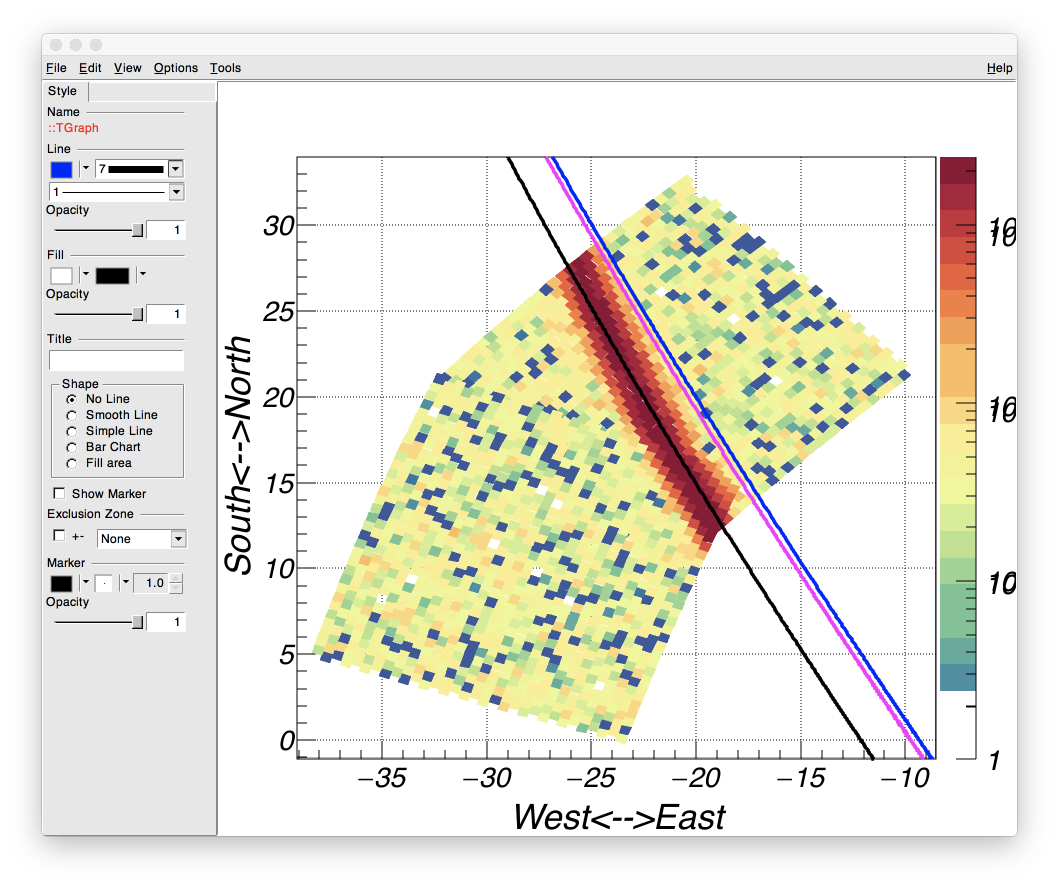 File Edit View Options Tools Help
Style
Name
::TGraph
Line
7
1
Opacity
1
Fill
Opacity
1
Title
Shape
No Line
Smooth Line
Simple Line
Bar Chart
Fill area
Show Marker
Exclusion Zone
+- None
Marker
1.0
Opacity
1
South<-->North
30
25
20
15
10
5
0
−35 −30 −25 −20 −15 −10
West<-->East
10
10
10
1